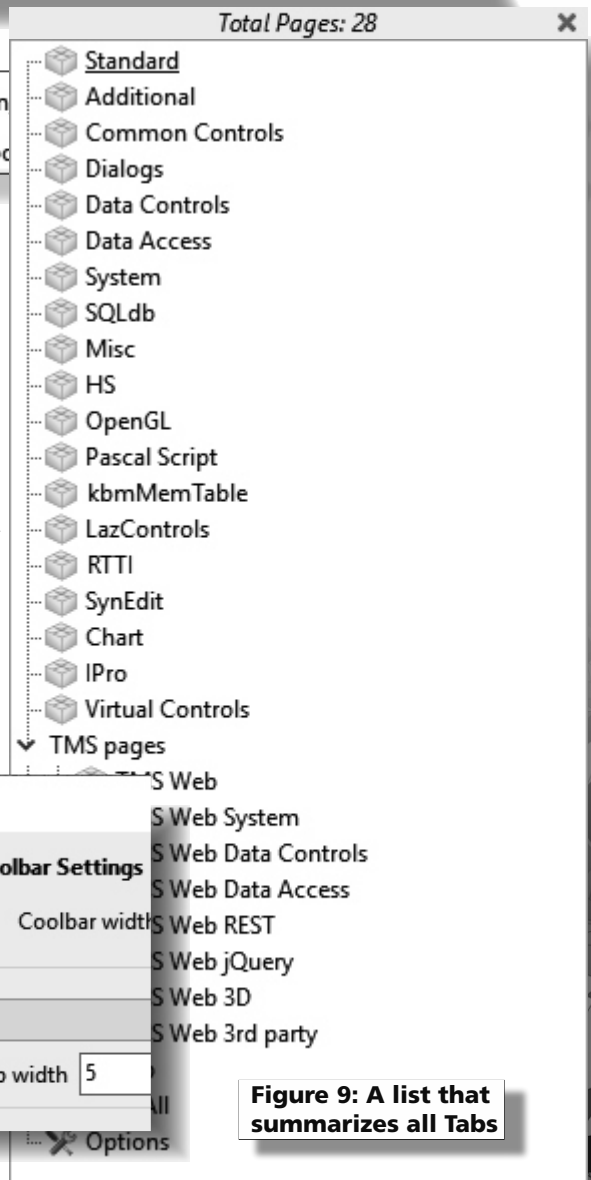 Total Pages: 28
Standard
Additional
Common Controls
Dialogs
Data Controls
Data Access
System
SQLdb
Misc
HS
OpenGL
Pascal Script
kbmMemTable
LazControls
RTTI
SynEdit
Chart
IPro
Virtual Controls
TMS pages
S Web
S Web System
S Web Data Controls
S Web Data Access
S Web REST
S Web jQuery
S Web 3D
S Web 3rd party
All
Options
olbar Settings
Coolbar width
width 5
Figure 9: A list that
summarizes all Tabs